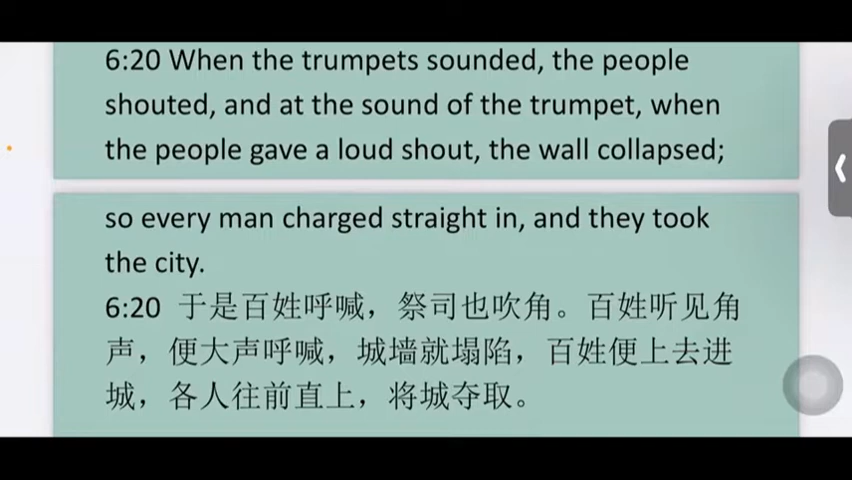 6:20 When the trumpets sounded, the people
shouted, and at the sound of the trumpet, when
the people gave a loud shout, the wall collapsed;
so every man charged straight in, and they took
the city.
6:20 于是百姓呼喊，祭司也吹角。百姓听见角
声，便大声呼喊，城墙就塌陷，百姓便上去进
城，各人往前直上，将城夺取。